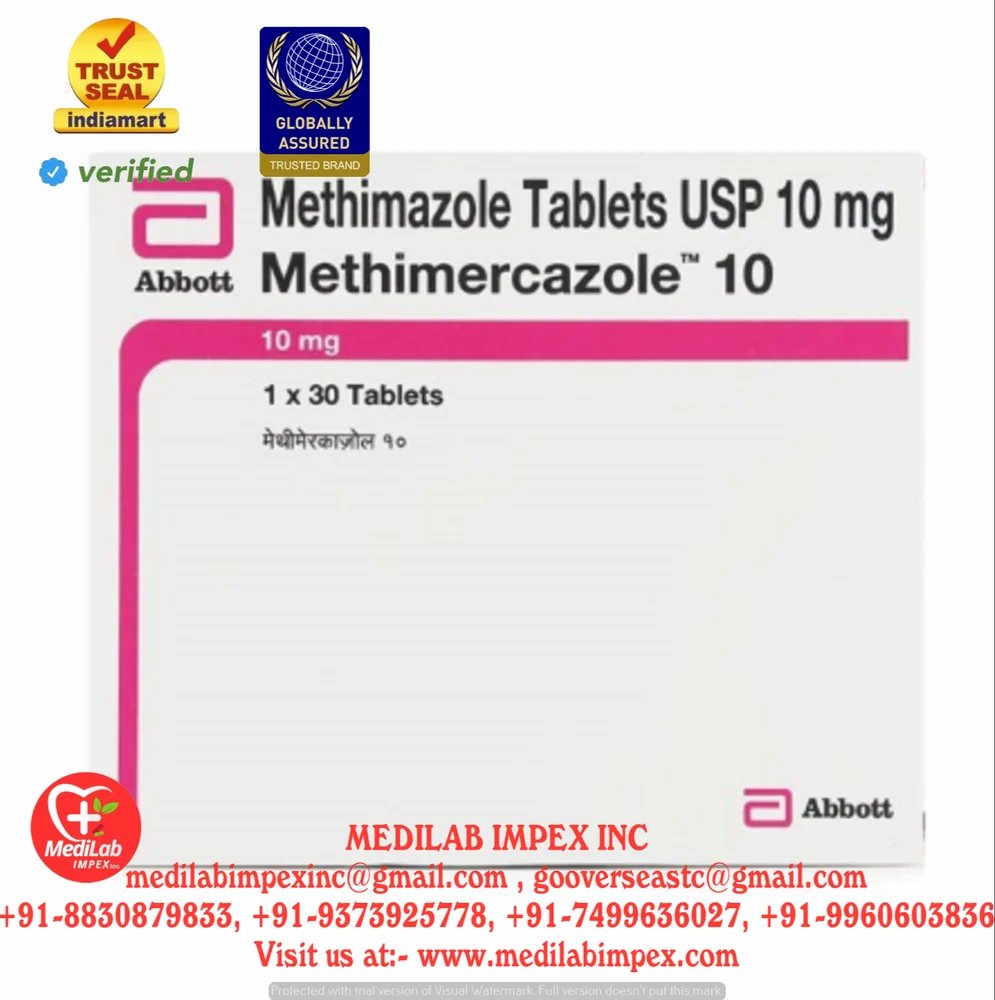 TRUST
SEAL
indiamart
GLOBALLY
ASSURED
TRUSTED BRAND
verified
Abbott
Methimazole Tablets USP 10 mg
Methimercazole™ 10
10 mg
1 x 30 Tablets
मेथीमेरकाज़ोल १०
Abbott
MediLab
IMPEX Inc
MEDILAB IMPEX INC
medilabimpexinc@gmail.com , gooverseastc@gmail.com
+91-8830879833, +91-9373925778, +91-7499636027, +91-9960603836
Visit us at:- www.medilabimpex.com
Protected with trial version of Visual Watermark. Full version doesn't put this mark.